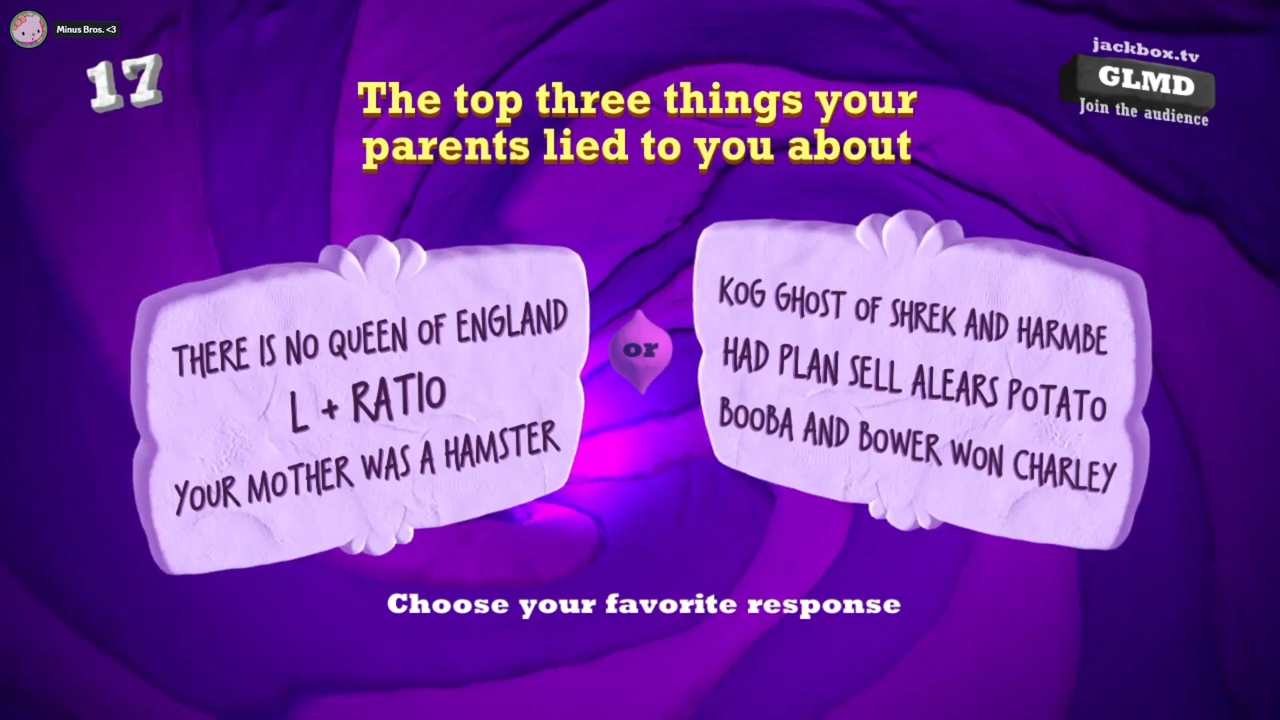 Minus Bros. <3
17
jackbox.tv
GLMD
Join the audience
The top three things your
parents lied to you about
THERE IS NO QUEEN OF ENGLAND
L + RATIO
YOUR MOTHER WAS A HAMSTER
or
KOG GHOST OF SHREK AND HARMBE
HAD PLAN SELL ALEARS POTATO
BOOBA AND BOWER WON CHARLEY
Choose your favorite response